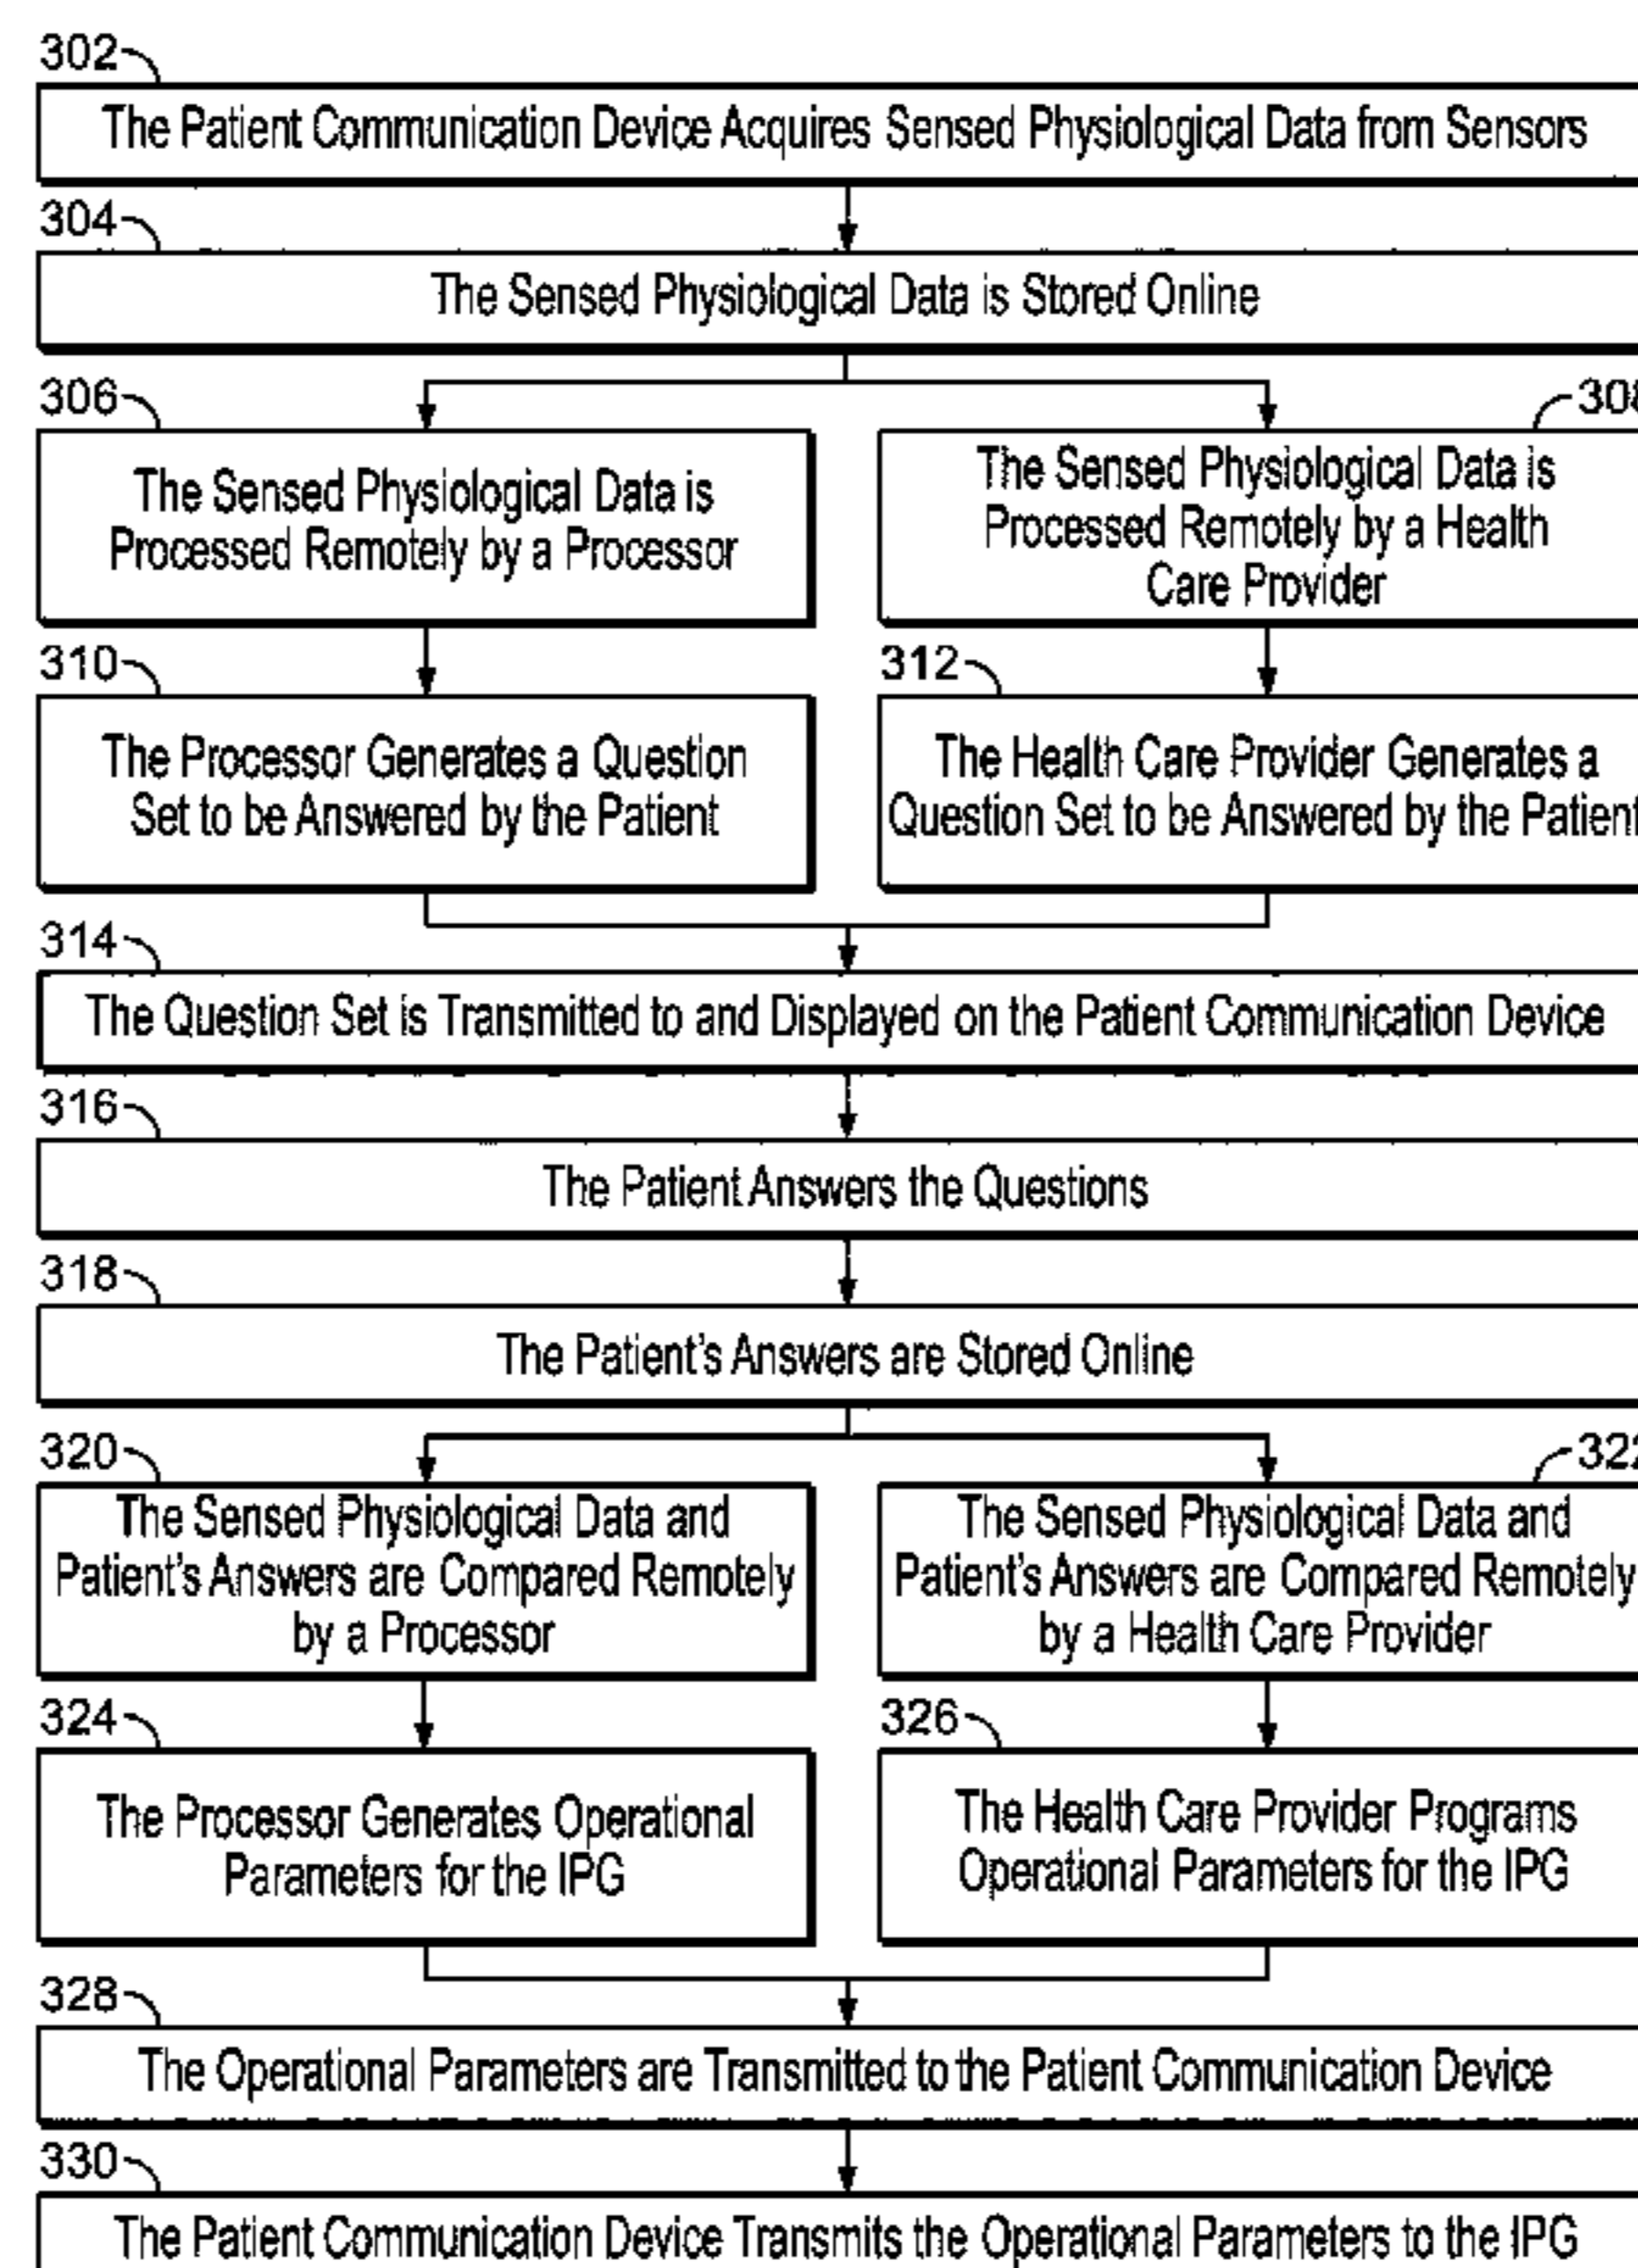 302
The Patient Communication Device Acquires Sensed Physiological Data from Sensors
304
The Sensed Physiological Data is Stored Online
306
The Sensed Physiological Data is
Processed Remotely by a Processor
308
The Sensed Physiological Data is
Processed Remotely by a Health
Care Provider
310
The Processor Generates a Question
Set to be Answered by the Patient
312
The Health Care Provider Generates a
Question Set to be Answered by the Patient
314
The Question Set is Transmitted to and Displayed on the Patient Communication Device
316
The Patient Answers the Questions
318
The Patient's Answers are Stored Online
320
The Sensed Physiological Data and
Patient's Answers are Compared Remotely
by a Processor
322
The Sensed Physiological Data and
Patient's Answers are Compared Remotely
by a Health Care Provider
324
The Processor Generates Operational
Parameters for the IPG
326
The Health Care Provider Programs
Operational Parameters for the IPG
328
The Operational Parameters are Transmitted to the Patient Communication Device
330
The Patient Communication Device Transmits the Operational Parameters to the IPG